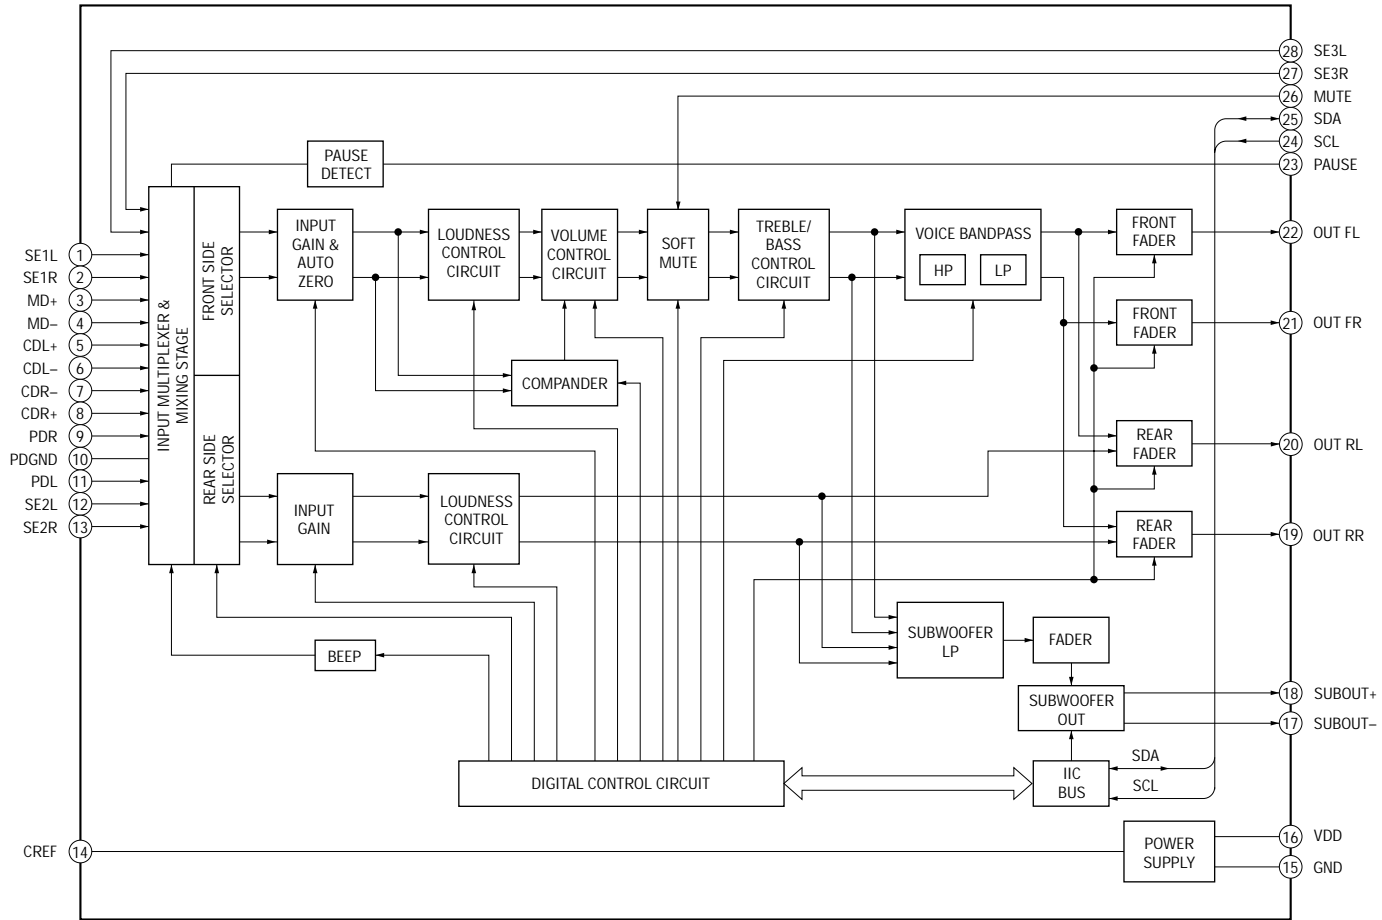 28 SE3L
27 SE3R
26 MUTE
25 SDA
24 SCL
23 PAUSE
PAUSE
DETECT
INPUT MULTIPLEXER &
MIXING STAGE
FRONT SIDE
SELECTOR
REAR SIDE
SELECTOR
INPUT
GAIN &
AUTO
ZERO
LOUDNESS
CONTROL
CIRCUIT
VOLUME
CONTROL
CIRCUIT
SOFT
MUTE
TREBLE/
BASS
CONTROL
CIRCUIT
VOICE BANDPASS
HP
LP
FRONT
FADER
22 OUT FL
FRONT
FADER
21 OUT FR
COMPANDER
SE1L 1
SE1R 2
MD+ 3
MD– 4
CDL+ 5
CDL– 6
CDR– 7
CDR+ 8
PDR 9
PDGND 10
PDL 11
SE2L 12
SE2R 13
INPUT
GAIN
LOUDNESS
CONTROL
CIRCUIT
REAR
FADER
20 OUT RL
REAR
FADER
19 OUT RR
BEEP
SUBWOOFER
LP
FADER
SUBWOOFER
OUT
18 SUBOUT+
17 SUBOUT–
DIGITAL CONTROL CIRCUIT
IIC
BUS
SDA
SCL
CREF 14
POWER
SUPPLY
16 VDD
15 GND